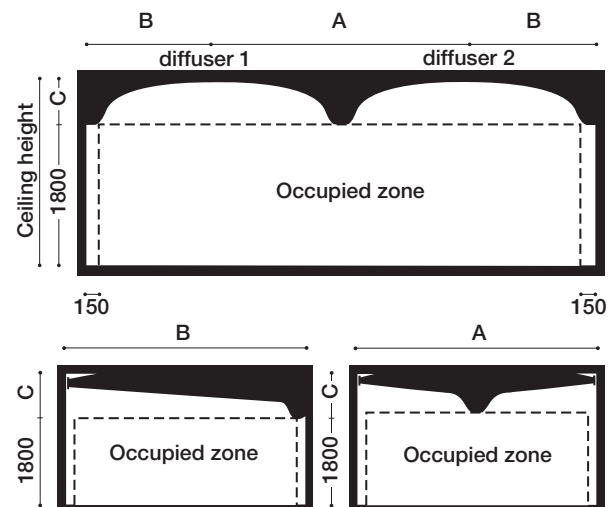 B A B
diffuser 1 diffuser 2
Ceiling height
C
1800
Occupied zone
150 150
B A
C C
1800 1800
Occupied zone Occupied zone